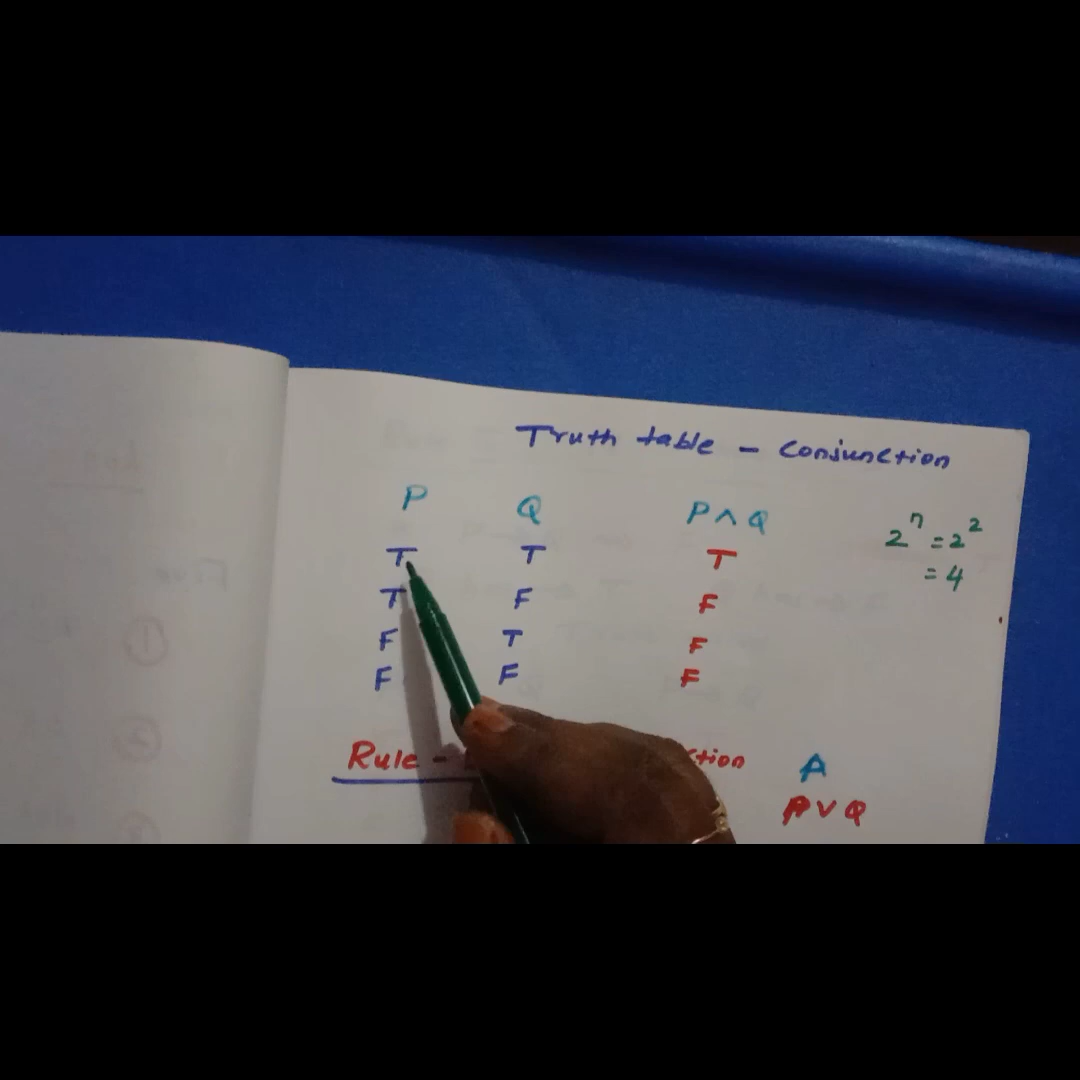 Truth table - Conjunction
P Q P ∧ Q
T T T
T F F
F T F
F F F
2ⁿ = 2²
= 4
Rule -
A
P ∨ Q